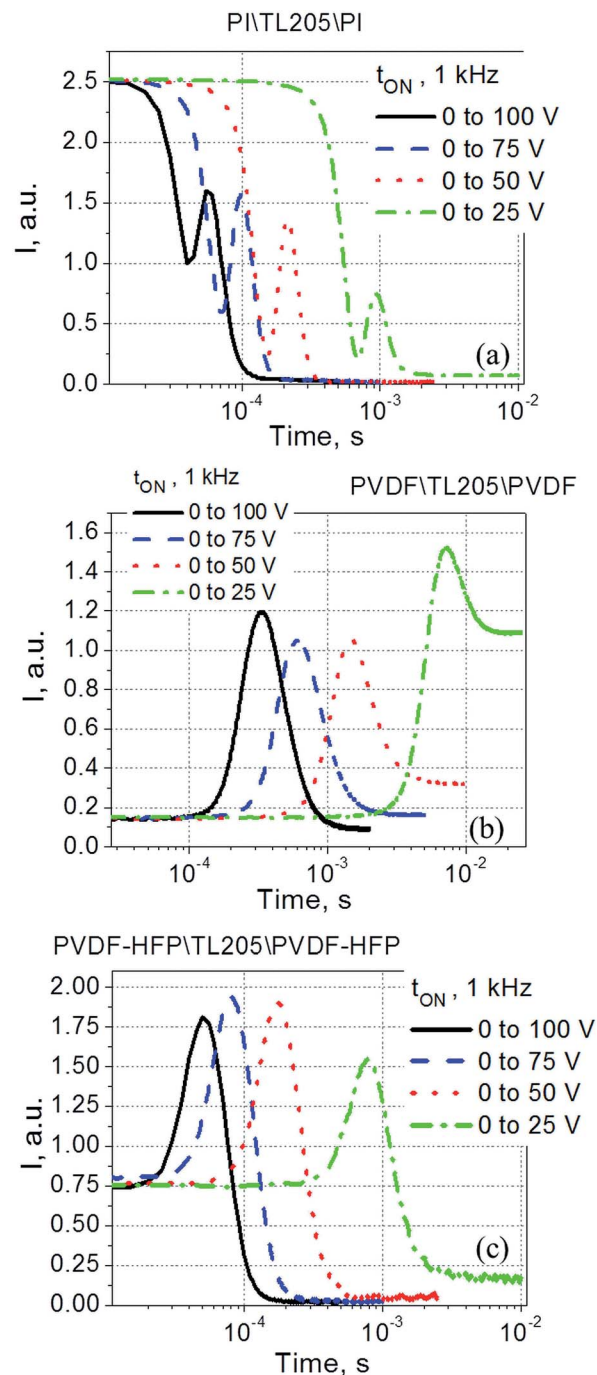 PI\TL205\PI
t_ON , 1 kHz
0 to 100 V
0 to 75 V
0 to 50 V
0 to 25 V
2.5
2.0
1.5
1.0
0.5
0.0
I, a.u.
(a)
10^-4
10^-3
10^-2
Time, s
t_ON , 1 kHz
PVDF\TL205\PVDF
0 to 100 V
0 to 75 V
0 to 50 V
0 to 25 V
1.6
1.4
1.2
1.0
0.8
0.6
0.4
0.2
0.0
I, a.u.
(b)
10^-4
10^-3
10^-2
Time, s
PVDF-HFP\TL205\PVDF-HFP
t_ON , 1 kHz
0 to 100 V
0 to 75 V
0 to 50 V
0 to 25 V
2.00
1.75
1.50
1.25
1.00
0.75
0.50
0.25
0.00
I, a.u.
(c)
10^-4
10^-3
10^-2
Time, s